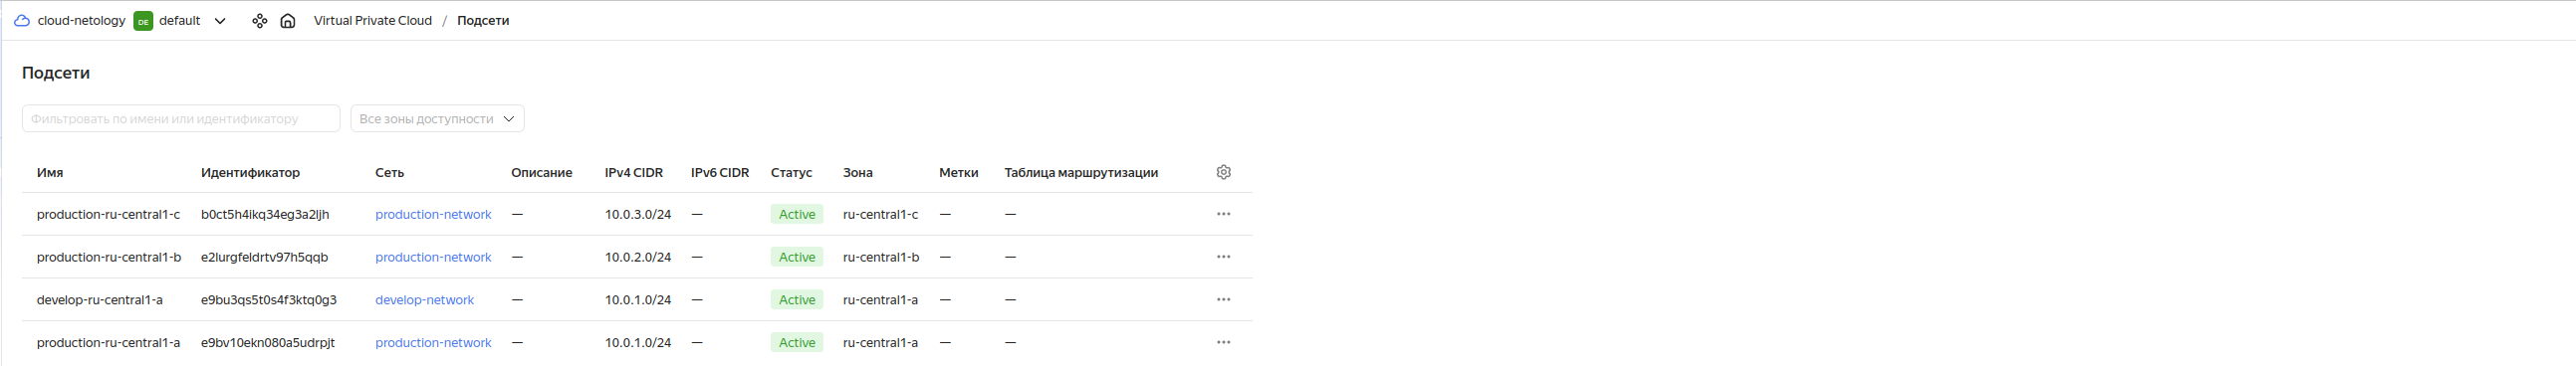 cloud-netology DE default Virtual Private Cloud / Подсети
Подсети
Фильтровать по имени или идентификатору Все зоны доступности
Имя Идентификатор Сеть Описание IPv4 CIDR IPv6 CIDR Статус Зона Метки Таблица маршрутизации
production-ru-central1-c b0ct5h4ikq34eg3a2ljh production-network — 10.0.3.0/24 — Active ru-central1-c — —
production-ru-central1-b e2lurgfeldrtv97h5qqb production-network — 10.0.2.0/24 — Active ru-central1-b — —
develop-ru-central1-a e9bu3qs5t0s4f3ktq0g3 develop-network — 10.0.1.0/24 — Active ru-central1-a — —
production-ru-central1-a e9bv10ekn080a5udrpjt production-network — 10.0.1.0/24 — Active ru-central1-a — —